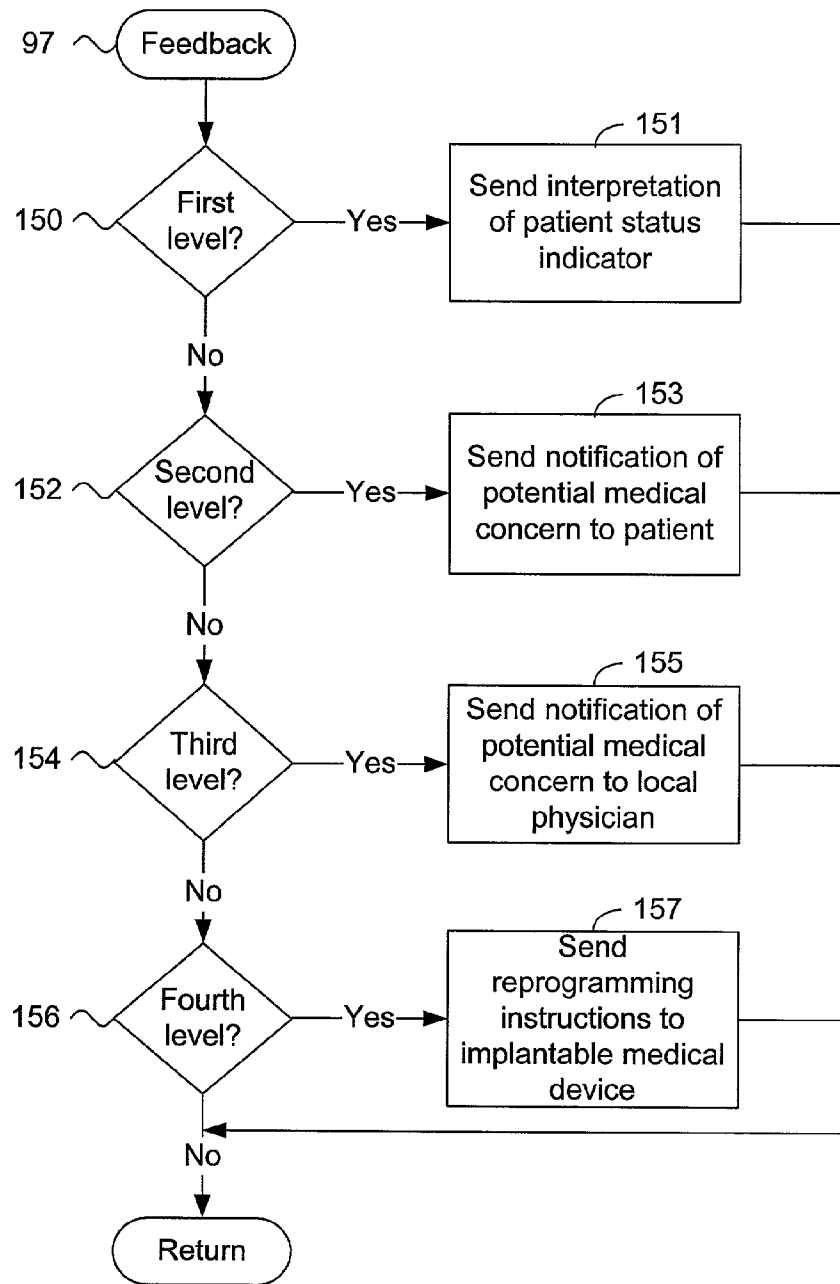 97
Feedback
151
150
First
level?
Yes
Send interpretation
of patient status
indicator
No
153
152
Second
level?
Yes
Send notification of
potential medical
concern to patient
No
155
154
Third
level?
Yes
Send notification of
potential medical
concern to local
physician
No
157
156
Fourth
level?
Yes
Send
reprogramming
instructions to
implantable medical
device
No
Return